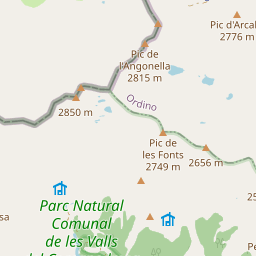 Pic d'Arcal
2776 m
Pic de
l'Angonella
2815 m
Ordino
2850 m
Pic de
les Fonts
2749 m
2656 m
Parc Natural
Comunal
de les Valls